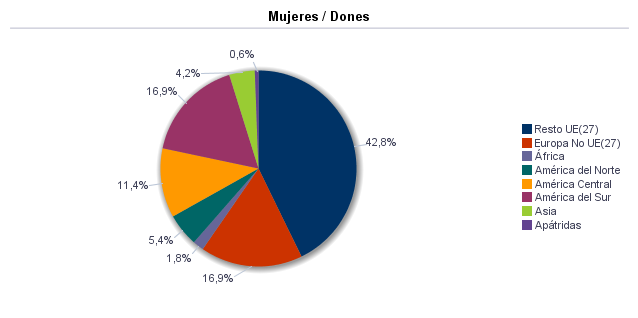 Mujeres / Dones
0,6%
4,2%
16,9%
42,8%
11,4%
5,4%
1,8%
16,9%
Resto UE(27)
Europa No UE(27)
África
América del Norte
América Central
América del Sur
Asia
Apátridas